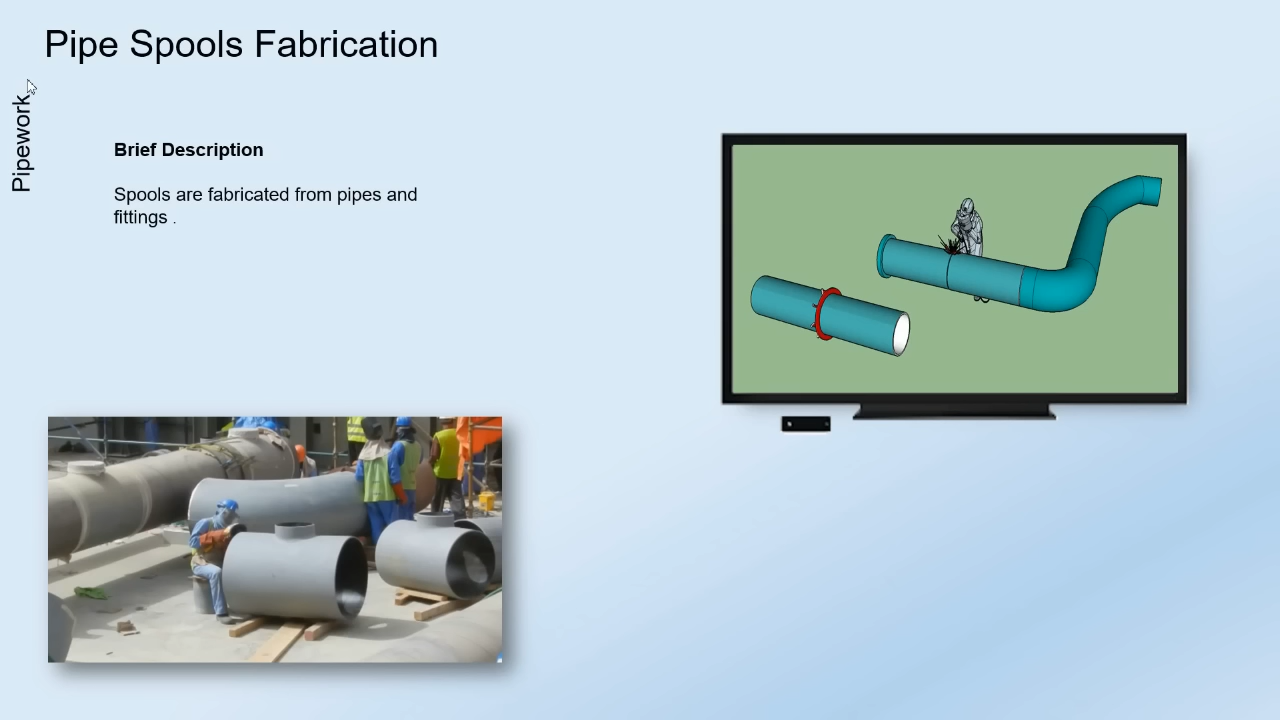 Pipe Spools Fabrication
Pipework
Brief Description
Spools are fabricated from pipes and
fittings .